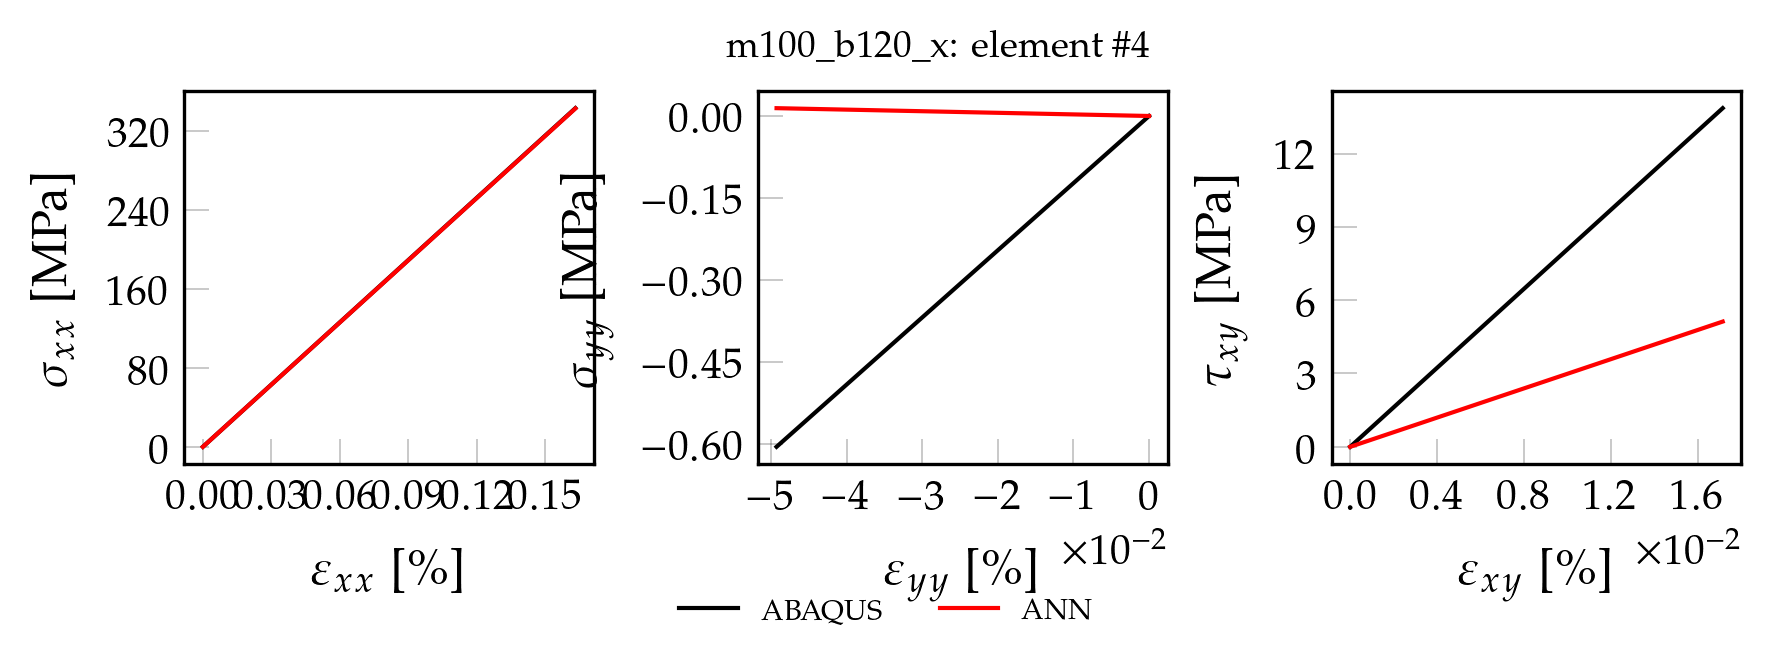 m100_b120_x: element #4
σxx [MPa]
320
240
160
80
0
0.00 0.03 0.06 0.09 0.12 0.15
εxx [%]
σyy [MPa]
0.00
−0.15
−0.30
−0.45
−0.60
−5 −4 −3 −2 −1 0
×10−2
εyy [%]
τxy [MPa]
12
9
6
3
0
0.0 0.4 0.8 1.2 1.6
×10−2
εxy [%]
ABAQUS ANN